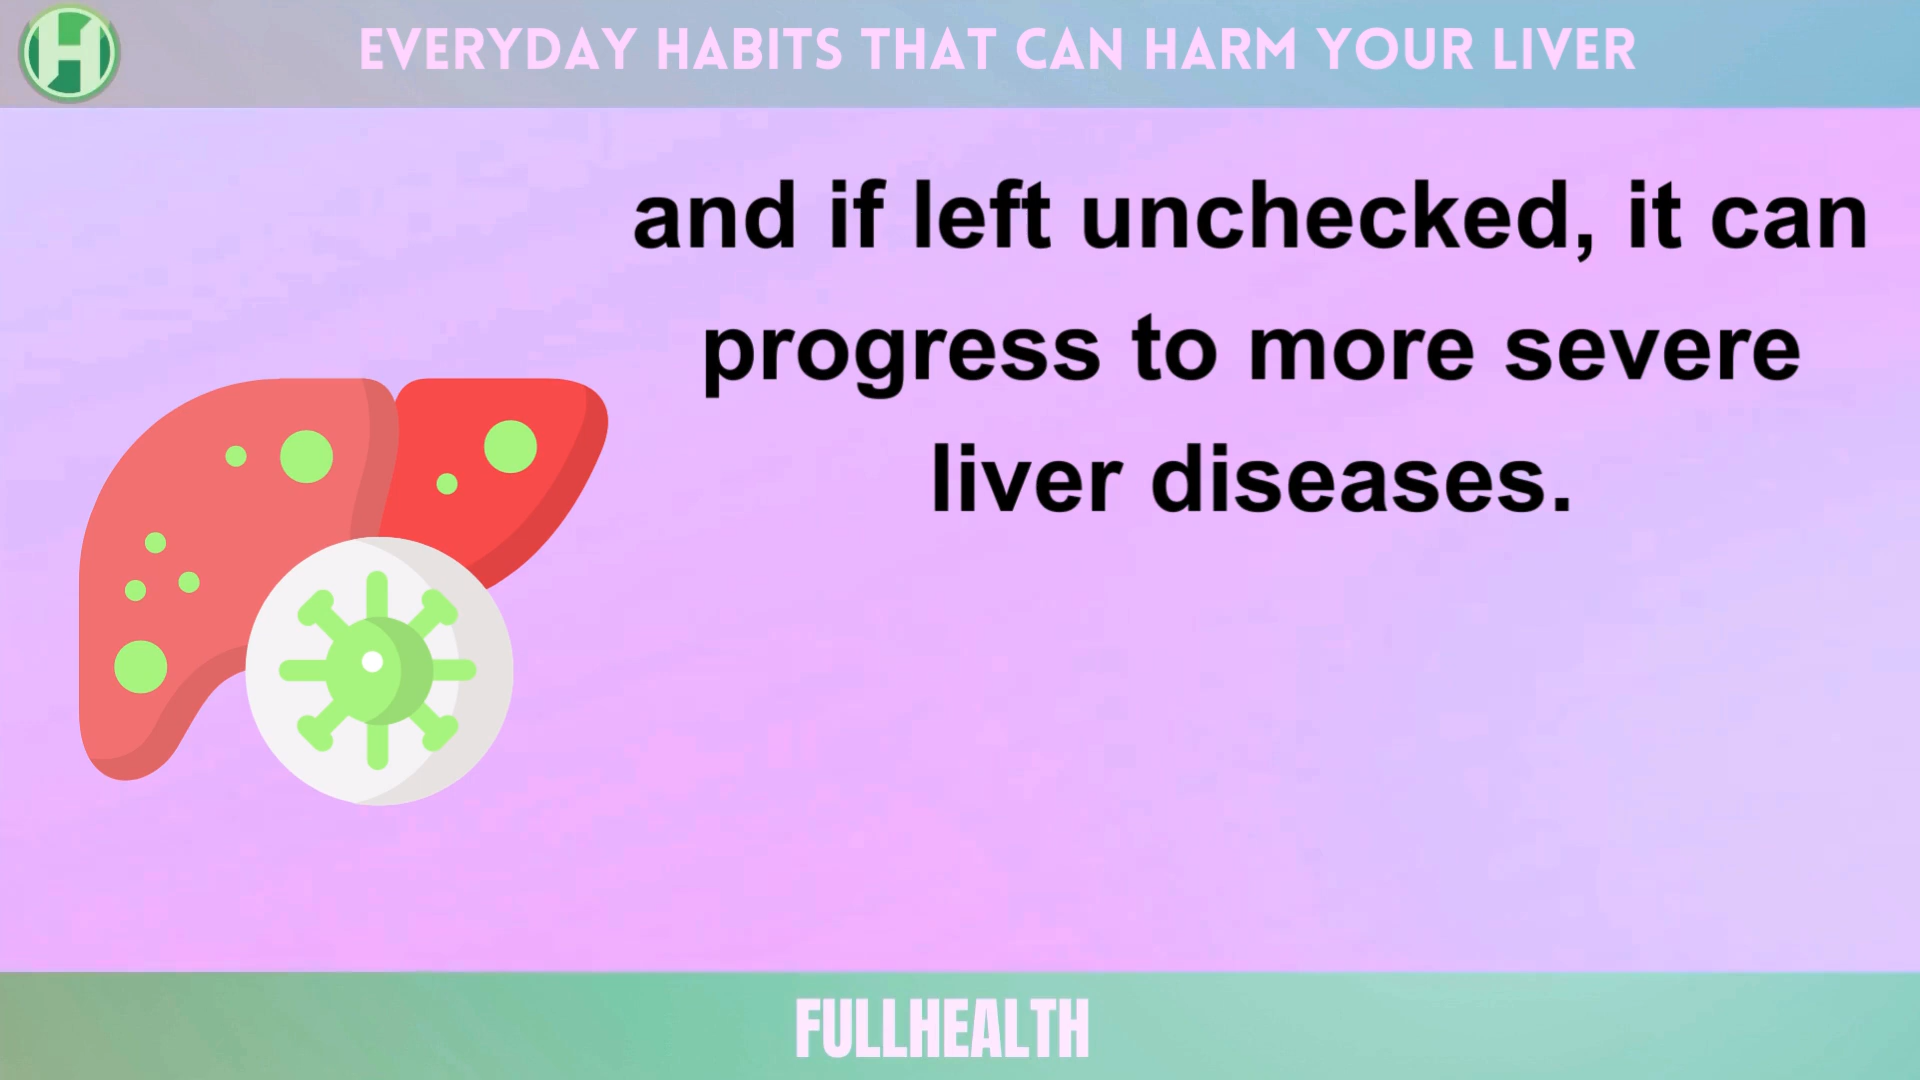 H
EVERYDAY HABITS THAT CAN HARM YOUR LIVER
and if left unchecked, it can
progress to more severe
liver diseases.
FULLHEALTH